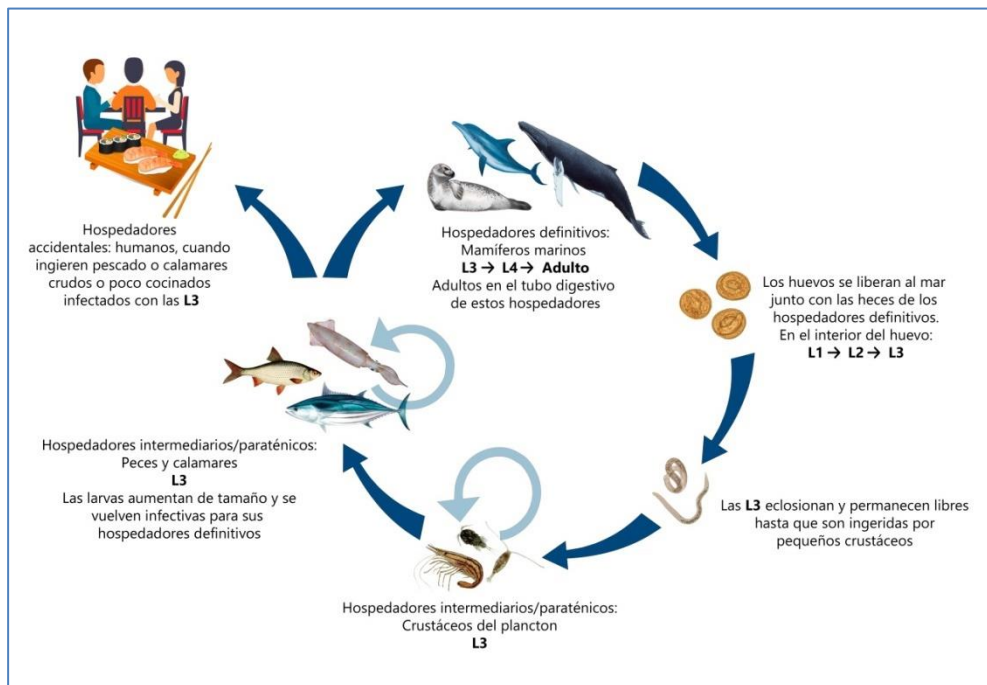 Hospedadores
accidentales: humanos, cuando
ingieren pescado o calamares
crudos o poco cocinados
infectados con las L3
Hospedadores definitivos:
Mamíferos marinos
L3 → L4 → Adulto
Adultos en el tubo digestivo
de estos hospedadores
Los huevos se liberan al mar
junto con las heces de los
hospedadores definitivos.
En el interior del huevo:
L1 → L2 → L3
Las L3 eclosionan y permanecen libres
hasta que son ingeridas por
pequeños crustáceos
Hospedadores intermediarios/paraténicos:
Crustáceos del plancton
L3
Hospedadores intermediarios/paraténicos:
Peces y calamares
L3
Las larvas aumentan de tamaño y se
vuelven infectivas para sus
hospedadores definitivos